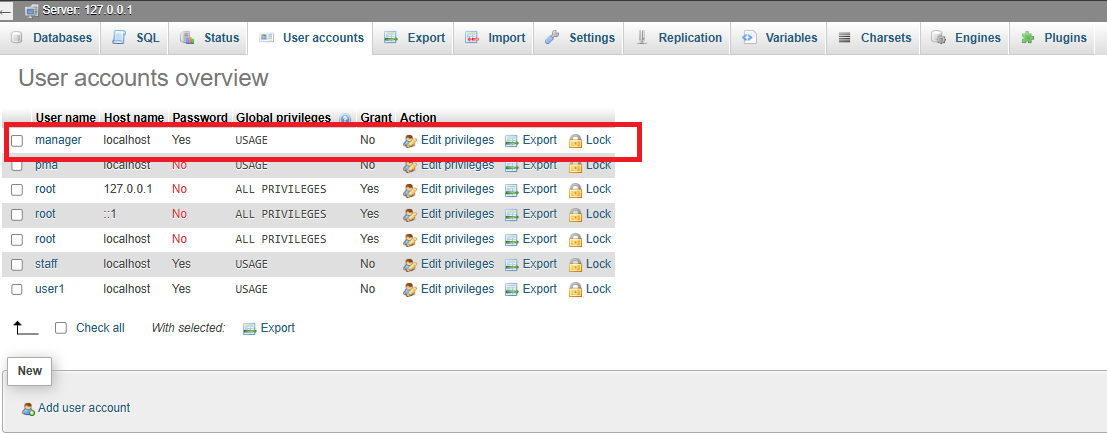 Server: 127.0.0.1
Databases SQL Status User accounts Export Import Settings Replication Variables Charsets Engines Plugins
User accounts overview
User name Host name Password Global privileges Grant Action
manager localhost Yes USAGE No Edit privileges Export Lock
pma localhost No USAGE No Edit privileges Export Lock
root 127.0.0.1 No ALL PRIVILEGES Yes Edit privileges Export Lock
root ::1 No ALL PRIVILEGES Yes Edit privileges Export Lock
root localhost No ALL PRIVILEGES Yes Edit privileges Export Lock
staff localhost Yes USAGE No Edit privileges Export Lock
user1 localhost Yes USAGE No Edit privileges Export Lock
Check all With selected: Export
New
Add user account